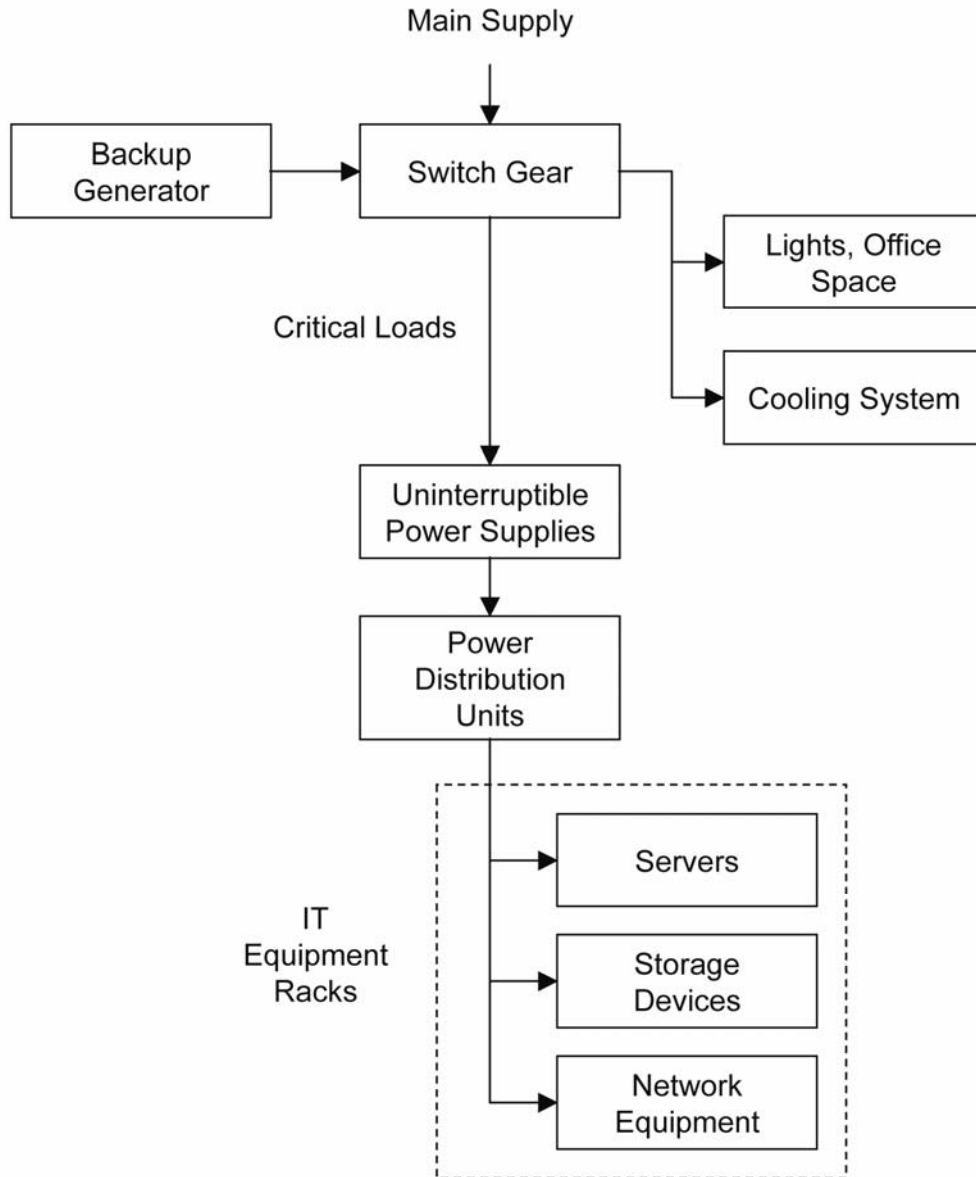 Main Supply
Backup
Generator
Switch Gear
Lights, Office
Space
Critical Loads
Cooling System
Uninterruptible
Power Supplies
Power
Distribution
Units
Servers
IT
Equipment
Racks
Storage
Devices
Network
Equipment